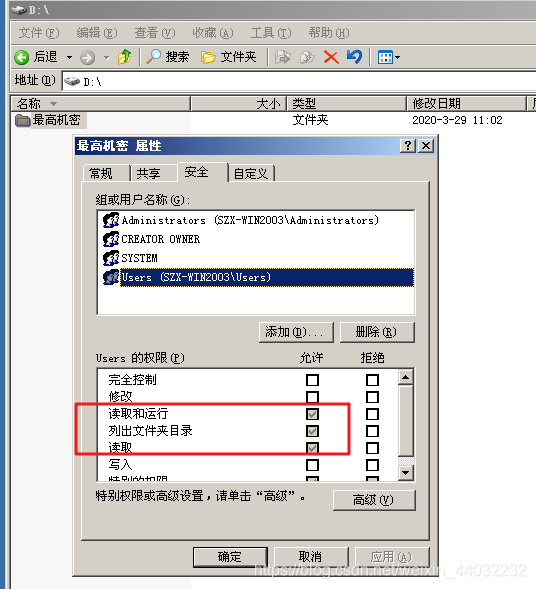 D:\
文件(F) 编辑(E) 查看(V) 收藏(A) 工具(T) 帮助(H)
后退 搜索 文件夹
地址(D) D:\
名称 大小 类型 修改日期
最高机密 文件夹 2020-3-29 11:02
最高机密 属性
常规 共享 安全 自定义
组或用户名称(G):
Administrators (SZX-WIN2003\Administrators)
CREATOR OWNER
SYSTEM
Users (SZX-WIN2003\Users)
添加(D)... 删除(R)
Users 的权限(P) 允许 拒绝
完全控制
修改
读取和运行
列出文件夹目录
读取
写入
特别的权限
特别权限或高级设置,请单击“高级”。
高级(V)
确定 取消 应用(A)
https://blog.csdn.net/weixin_44032232